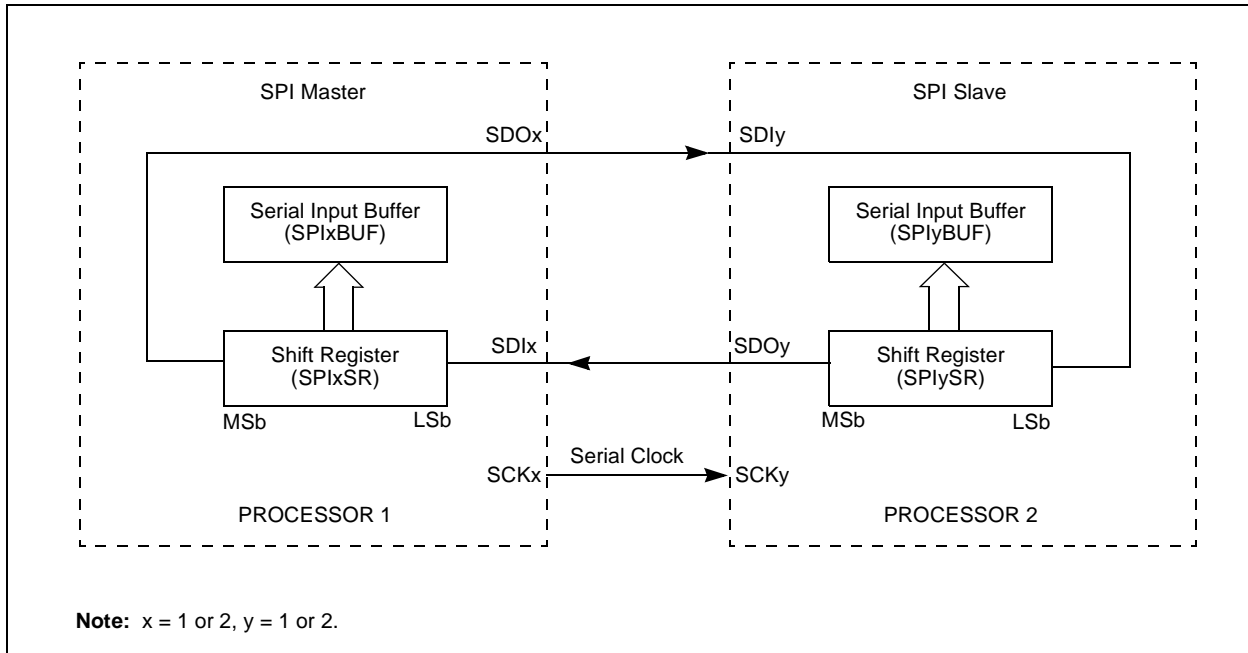 SPI Master
SPI Slave
SDOx
SDIy
Serial Input Buffer
(SPIxBUF)
Serial Input Buffer
(SPIyBUF)
SDIx
SDOy
Shift Register
(SPIxSR)
Shift Register
(SPIySR)
MSb
LSb
MSb
LSb
Serial Clock
SCKx
SCKy
PROCESSOR 1
PROCESSOR 2
Note: x = 1 or 2, y = 1 or 2.